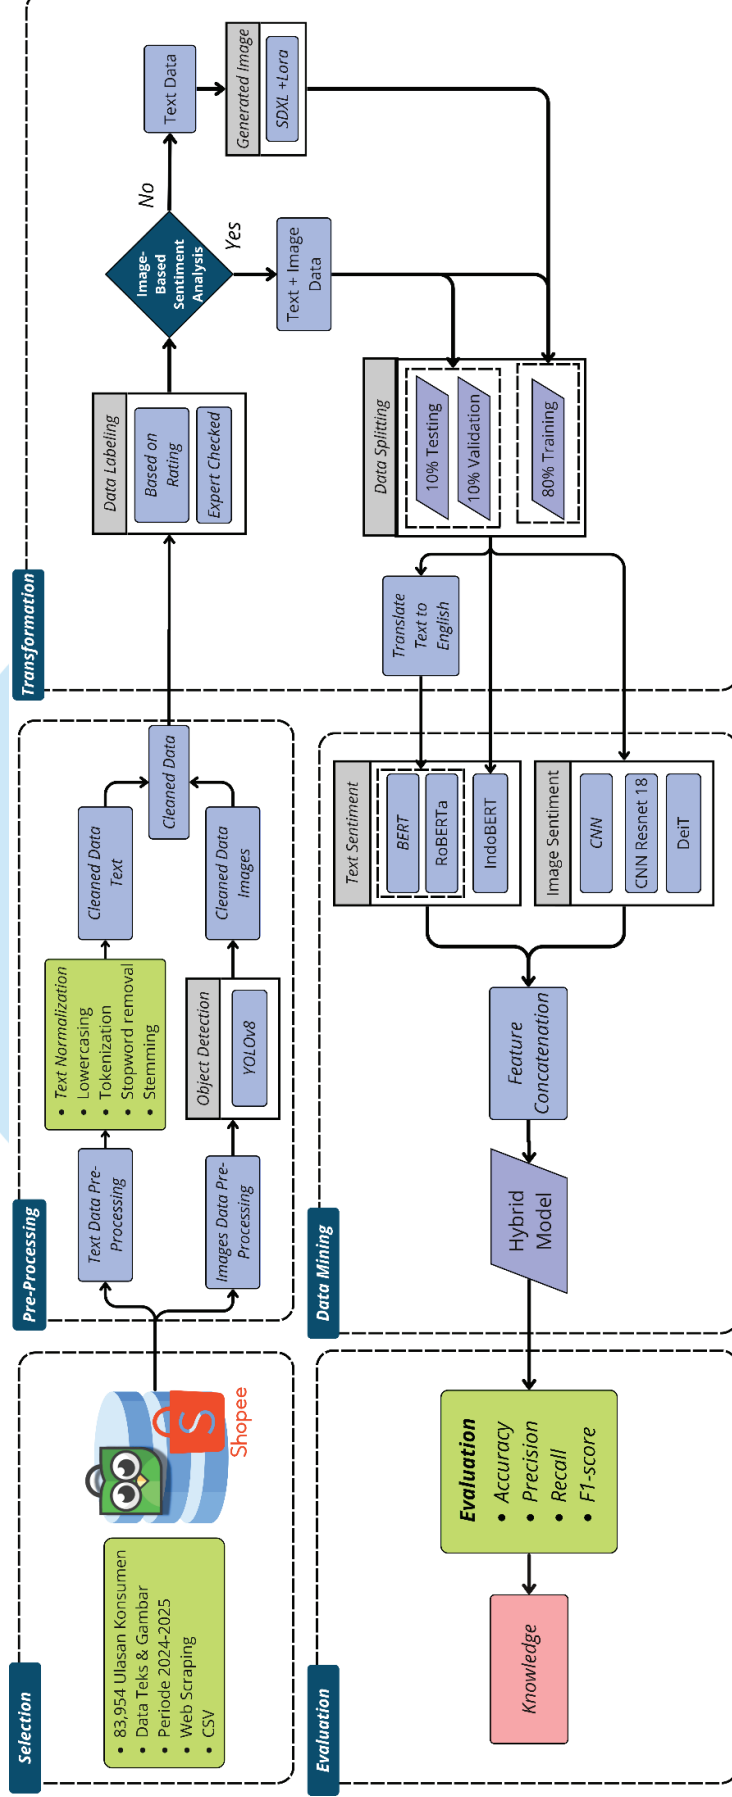 Selection
83,954 Ulasan Konsumen
Data Teks & Gambar
Periode 2024-2025
Web Scraping
CSV
Shopee
Pre-Processing
Text Data Pre-
Processing
Text Normalization
Lowercasing
Tokenization
Stopword removal
Stemming
Cleaned Data
Text
Images Data Pre-
Processing
Object Detection
YOLOv8
Cleaned Data
Images
Cleaned Data
Transformation
Data Labeling
Based on
Rating
Expert Checked
Image-
Based
Sentiment
Analysis
No
Yes
Text Data
Generated Image
SDXL +Lora
Text + Image
Data
Data Splitting
10% Testing
10% Validation
80% Training
Translate
Text to
English
Data Mining
Text Sentiment
BERT
RoBERTa
IndoBERT
Image Sentiment
CNN
CNN Resnet 18
DeiT
Feature
Concatenation
Hybrid
Model
Evaluation
Evaluation
Accuracy
Precision
Recall
F1-score
Knowledge